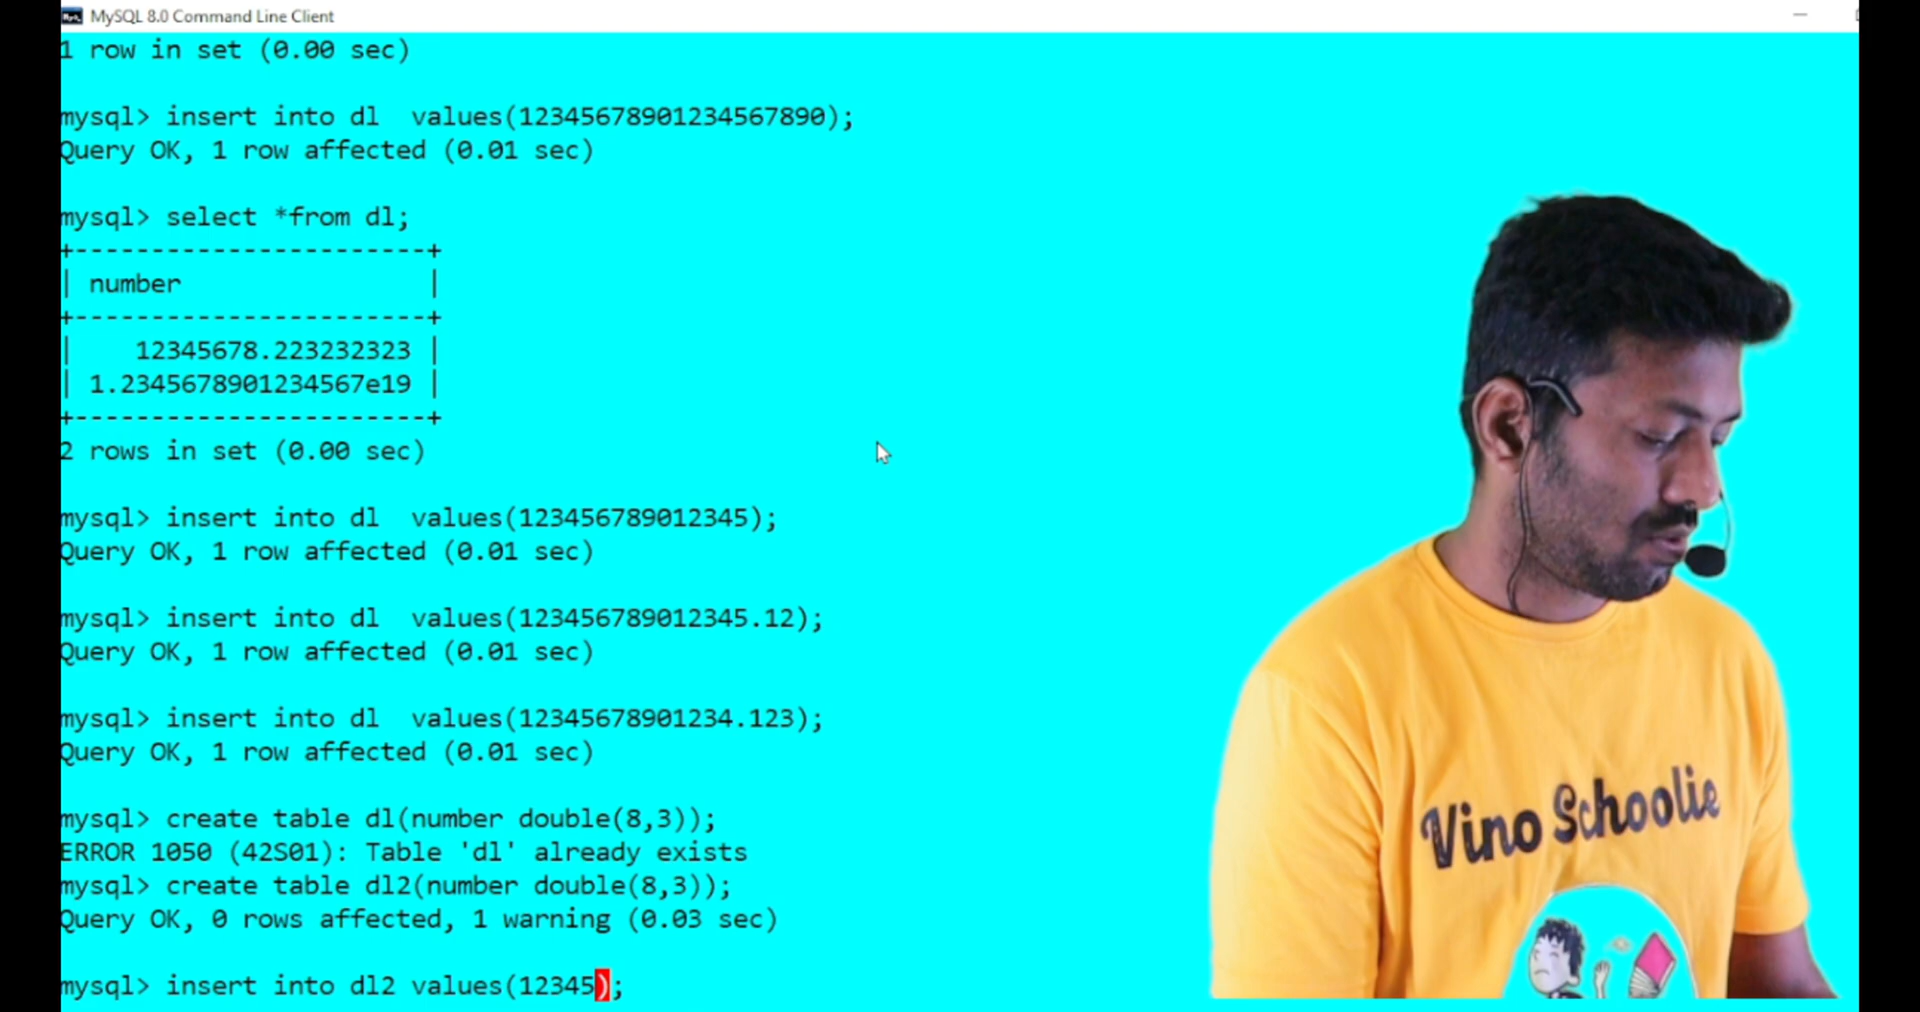 MySQL 8.0 Command Line Client
1 row in set (0.00 sec)
mysql> insert into dl  values(12345678901234567890);
Query OK, 1 row affected (0.01 sec)
mysql> select *from dl;
+-----------------------+
| number                |
+-----------------------+
|    12345678.223232323 |
| 1.2345678901234567e19 |
+-----------------------+
2 rows in set (0.00 sec)
mysql> insert into dl  values(123456789012345);
Query OK, 1 row affected (0.01 sec)
mysql> insert into dl  values(123456789012345.12);
Query OK, 1 row affected (0.01 sec)
mysql> insert into dl  values(12345678901234.123);
Query OK, 1 row affected (0.01 sec)
mysql> create table dl(number double(8,3));
ERROR 1050 (42S01): Table 'dl' already exists
mysql> create table dl2(number double(8,3));
Query OK, 0 rows affected, 1 warning (0.03 sec)
mysql> insert into dl2 values(12345);
Vino Schoolie